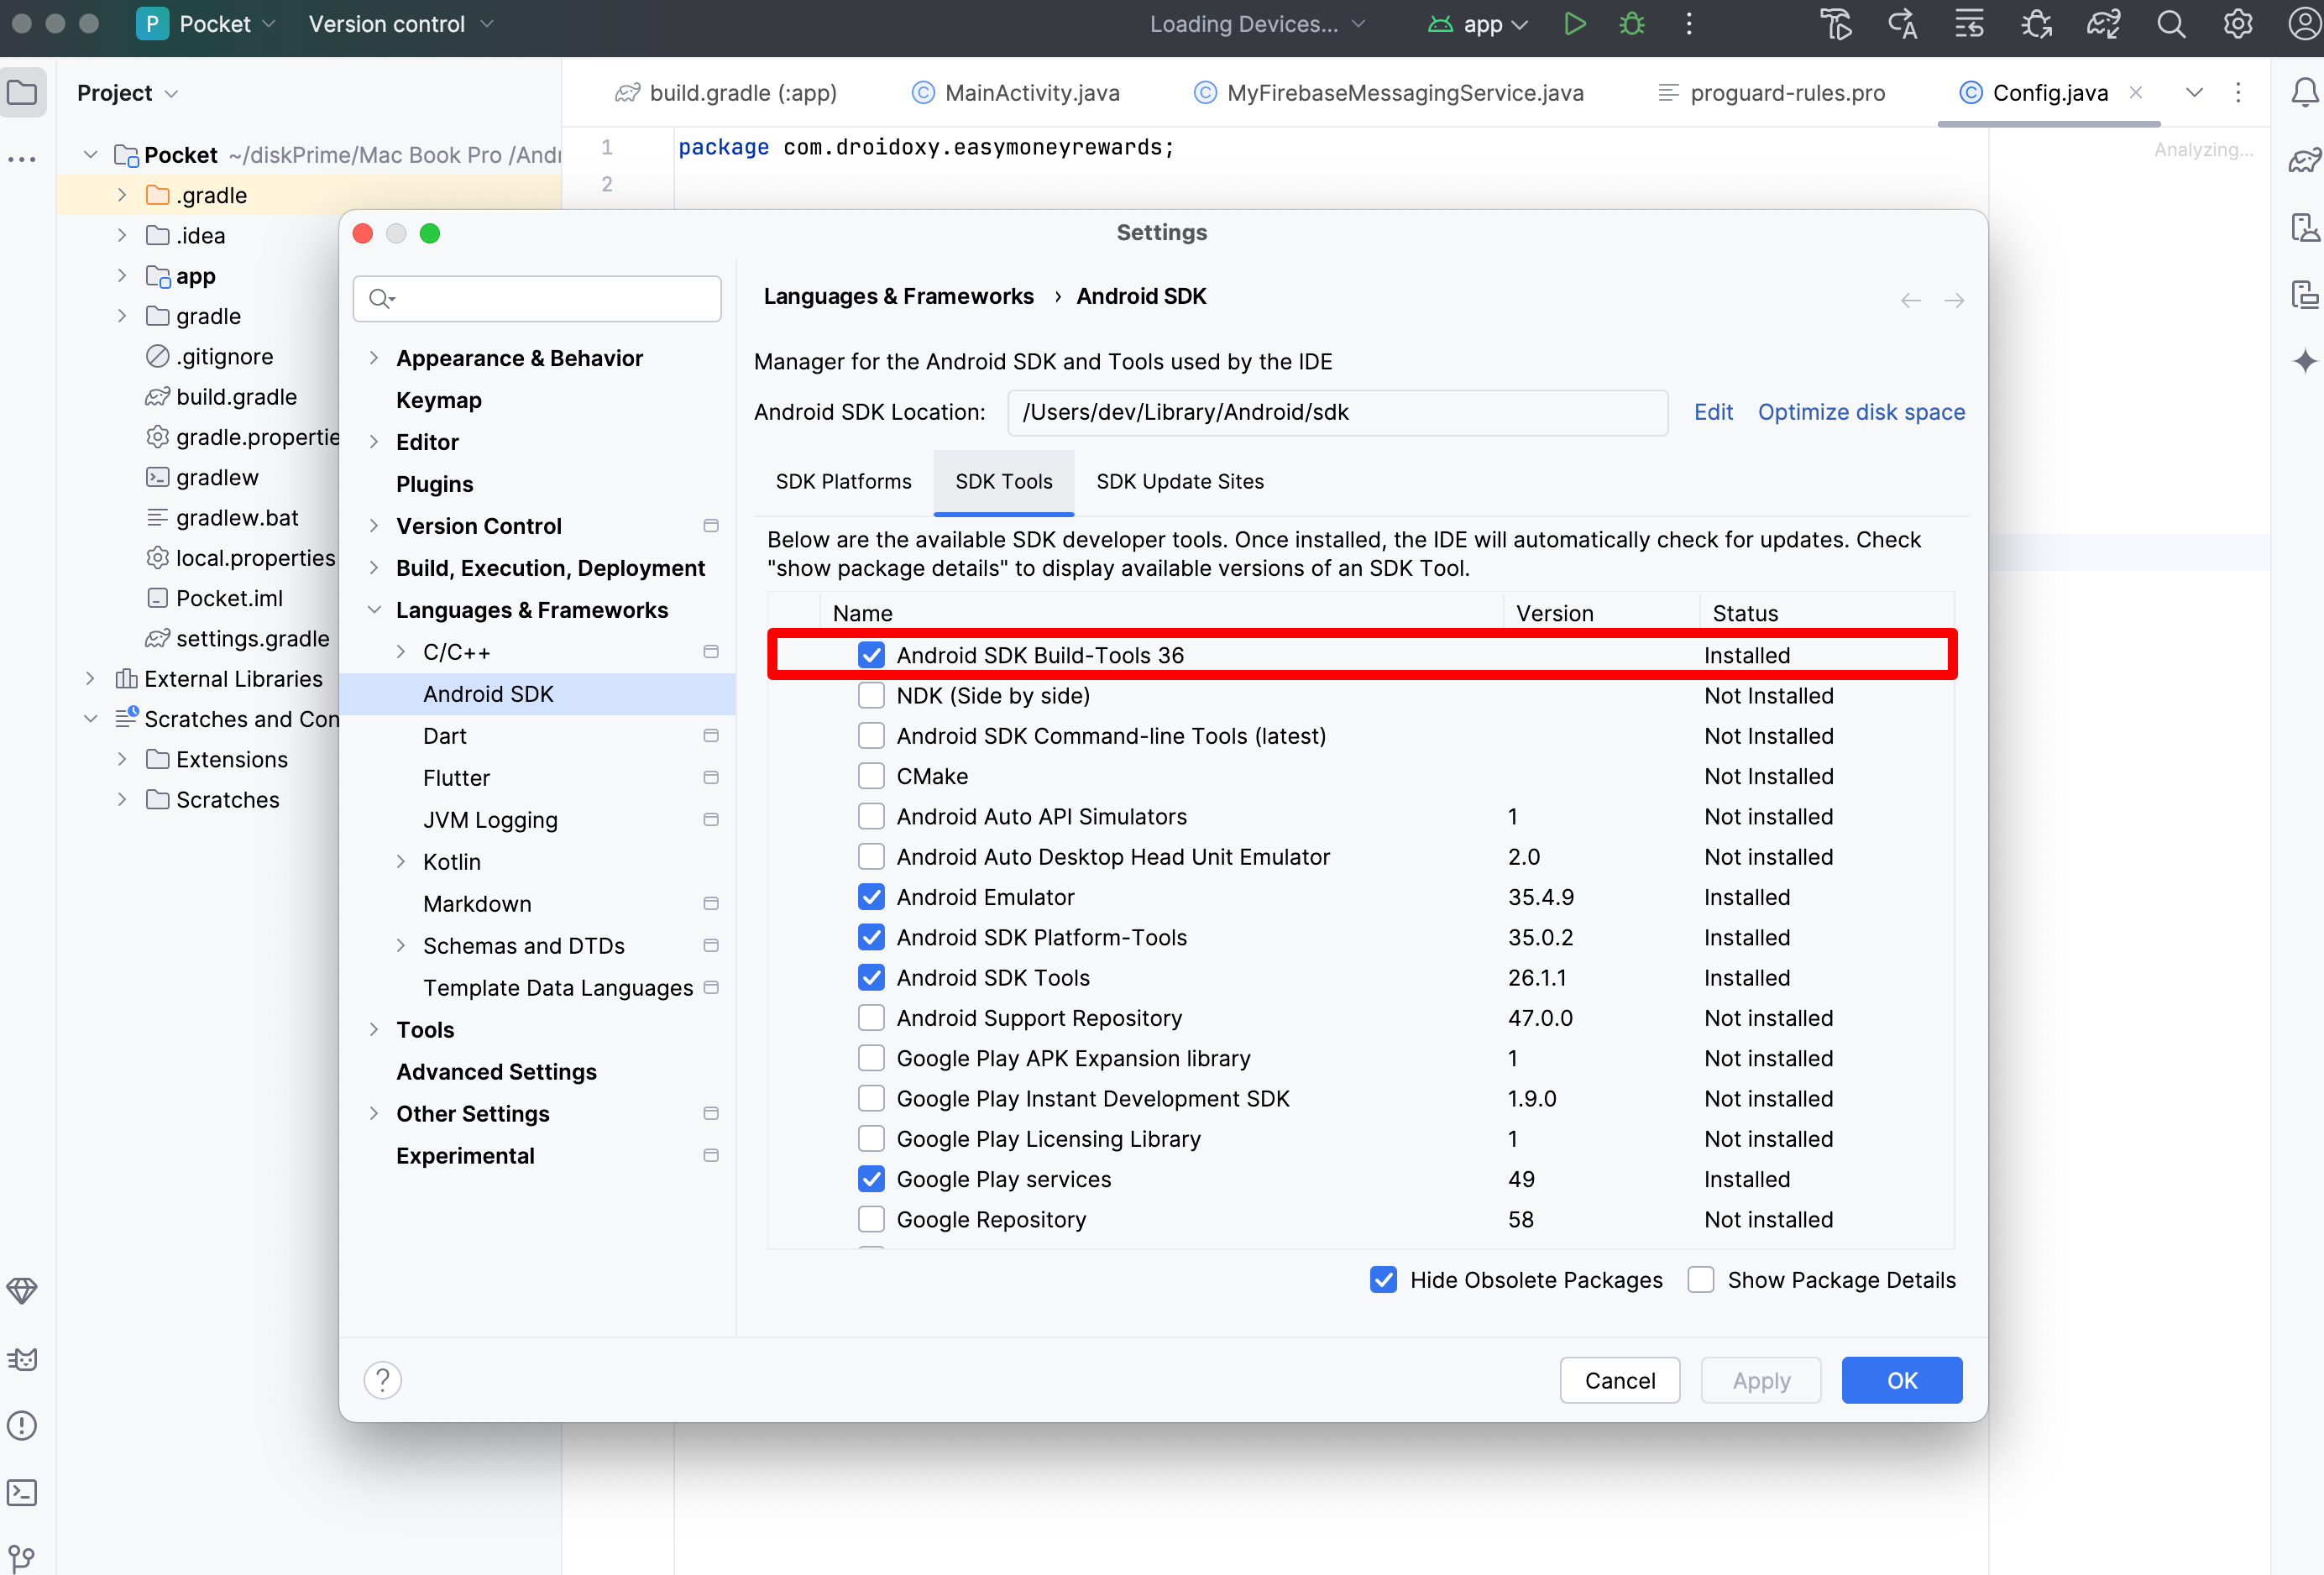 P Pocket Version control Loading Devices... app
Project
build.gradle (:app) MainActivity.java MyFirebaseMessagingService.java proguard-rules.pro Config.java
Pocket ~/diskPrime/Mac Book Pro /Andr
.gradle
.idea
app
gradle
.gitignore
build.gradle
gradle.propertie
gradlew
gradlew.bat
local.properties
Pocket.iml
settings.gradle
External Libraries
Scratches and Con
Extensions
Scratches
1 package com.droidoxy.easymoneyrewards;
2
Analyzing...
Settings
Appearance & Behavior
Keymap
Editor
Plugins
Version Control
Build, Execution, Deployment
Languages & Frameworks
C/C++
Android SDK
Dart
Flutter
JVM Logging
Kotlin
Markdown
Schemas and DTDs
Template Data Languages
Tools
Advanced Settings
Other Settings
Experimental
Languages & Frameworks › Android SDK
Manager for the Android SDK and Tools used by the IDE
Android SDK Location: /Users/dev/Library/Android/sdk Edit Optimize disk space
SDK Platforms SDK Tools SDK Update Sites
Below are the available SDK developer tools. Once installed, the IDE will automatically check for updates. Check
"show package details" to display available versions of an SDK Tool.
Name Version Status
Android SDK Build-Tools 36 Installed
NDK (Side by side) Not Installed
Android SDK Command-line Tools (latest) Not Installed
CMake Not Installed
Android Auto API Simulators 1 Not installed
Android Auto Desktop Head Unit Emulator 2.0 Not installed
Android Emulator 35.4.9 Installed
Android SDK Platform-Tools 35.0.2 Installed
Android SDK Tools 26.1.1 Installed
Android Support Repository 47.0.0 Not installed
Google Play APK Expansion library 1 Not installed
Google Play Instant Development SDK 1.9.0 Not installed
Google Play Licensing Library 1 Not installed
Google Play services 49 Installed
Google Repository 58 Not installed
Hide Obsolete Packages Show Package Details
? Cancel Apply OK